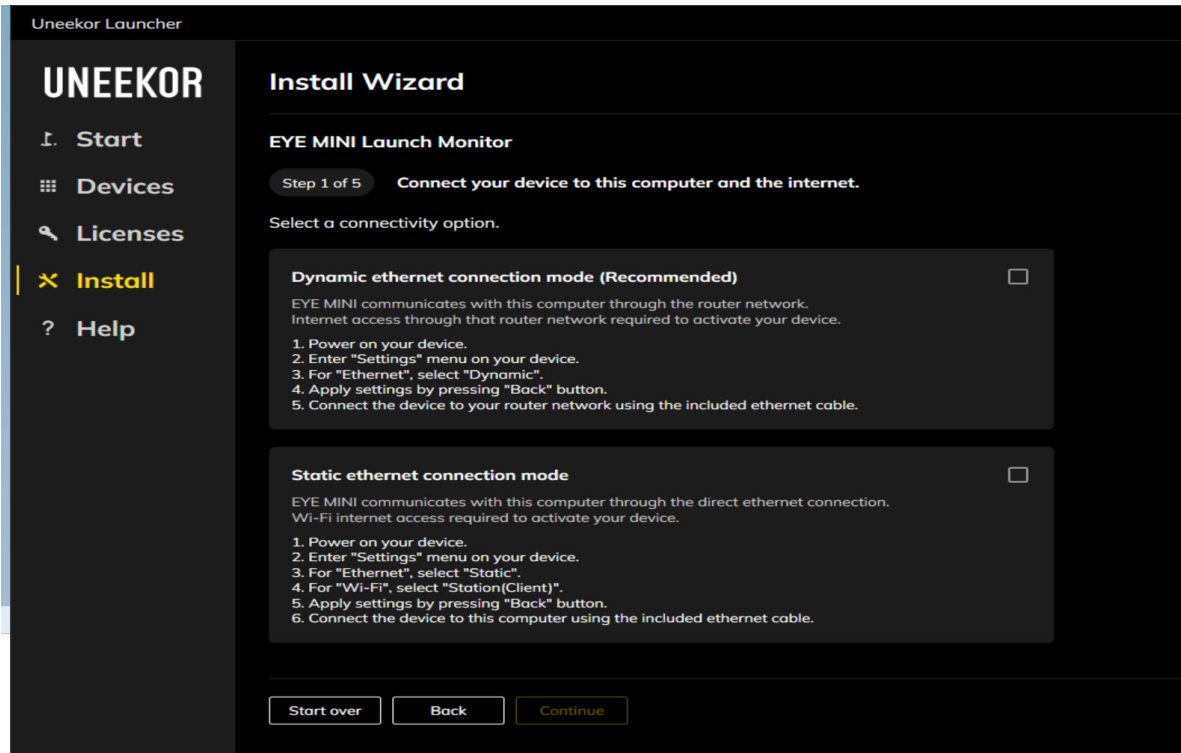 Uneekor Launcher
UNEEKOR
Start
Devices
Licenses
Install
? Help
Install Wizard
EYE MINI Launch Monitor
Step 1 of 5 Connect your device to this computer and the internet.
Select a connectivity option.
Dynamic ethernet connection mode (Recommended)
EYE MINI communicates with this computer through the router network.
Internet access through that router network required to activate your device.
1. Power on your device.
2. Enter "Settings" menu on your device.
3. For "Ethernet", select "Dynamic".
4. Apply settings by pressing "Back" button.
5. Connect the device to your router network using the included ethernet cable.
Static ethernet connection mode
EYE MINI communicates with this computer through the direct ethernet connection.
Wi-Fi internet access required to activate your device.
1. Power on your device.
2. Enter "Settings" menu on your device.
3. For "Ethernet", select "Static".
4. For "Wi-Fi", select "Station(Client)".
5. Apply settings by pressing "Back" button.
6. Connect the device to this computer using the included ethernet cable.
Start over Back Continue